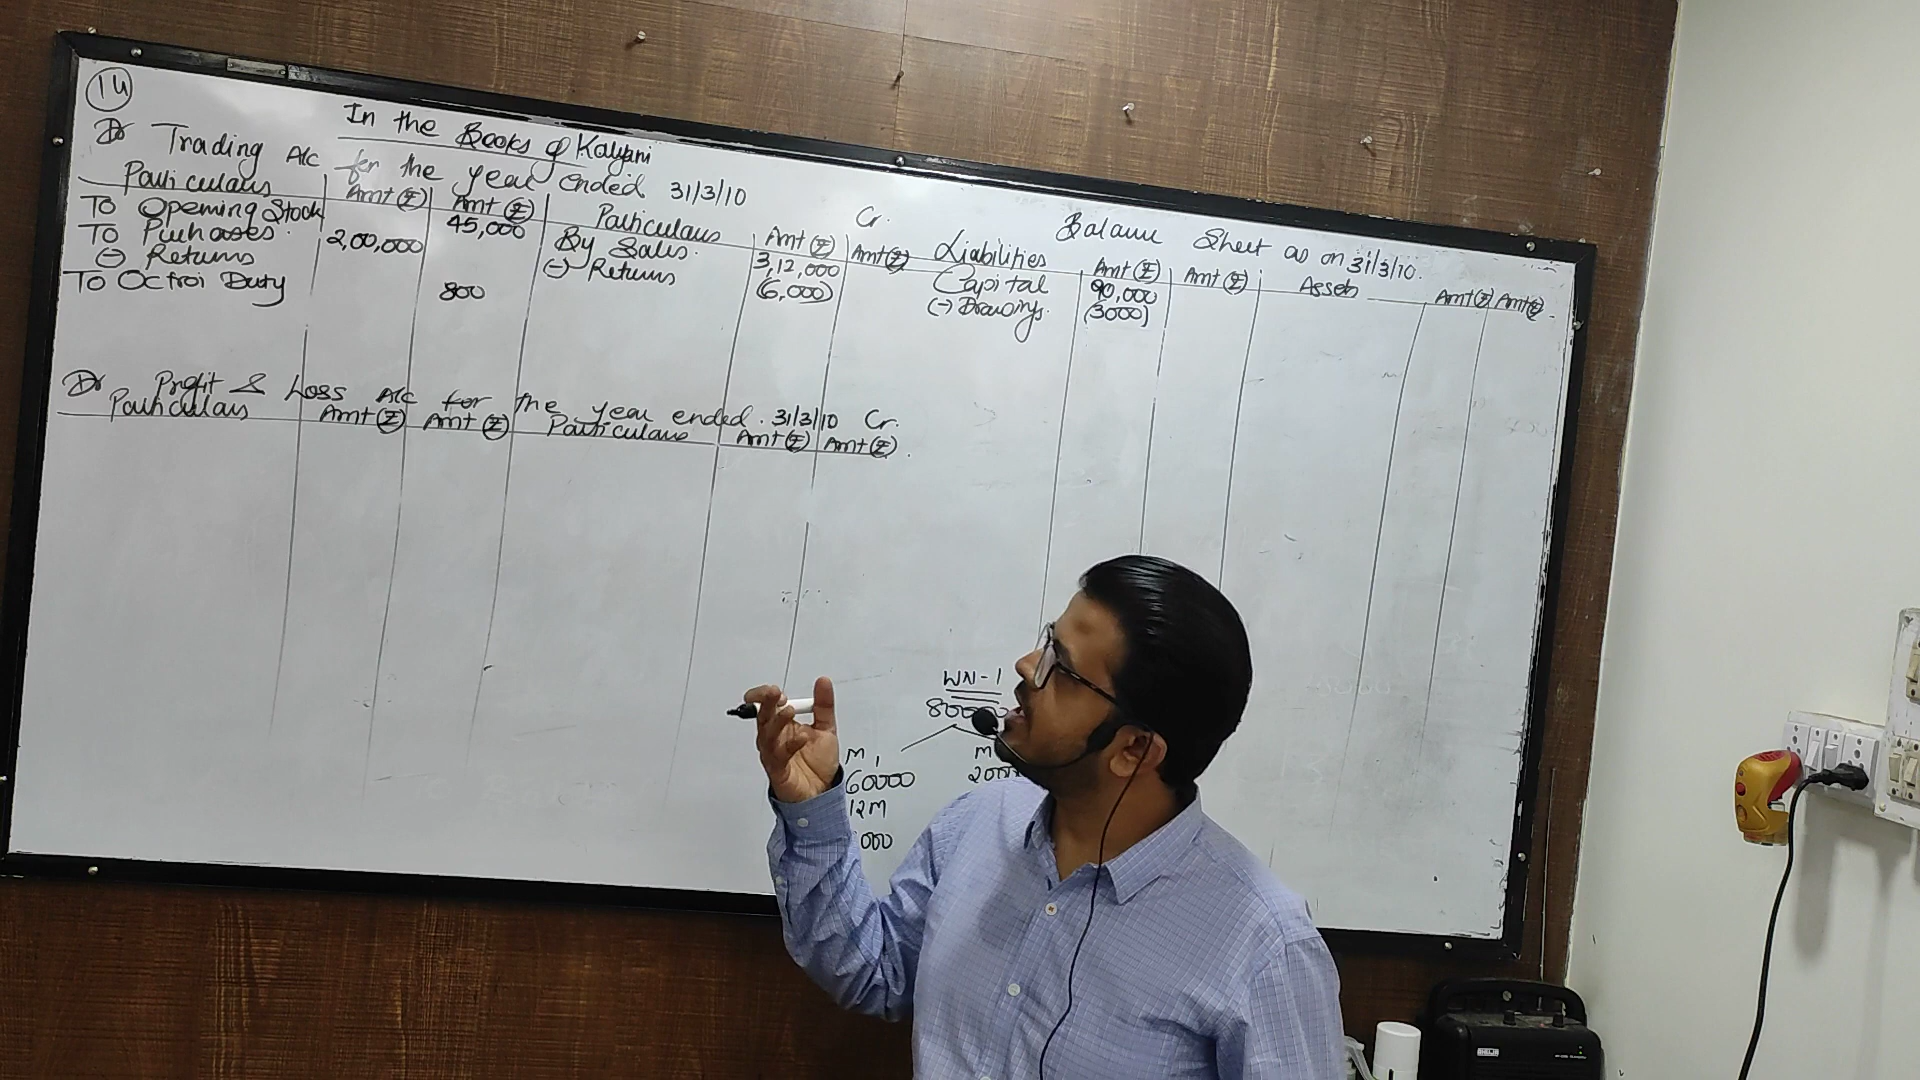 14
In the Books of Kalyani
Dr Trading A/c for the year ended 31/3/10 Cr.
Particulars Amt (₹) Amt (₹) Particulars Amt (₹) Amt (₹)
To Opening Stock 45,000 By Sales. 3,12,000
To Purchases. 2,00,000 (-) Returns (6,000)
(-) Returns
To Octroi Duty 800
Balance Sheet as on 31/3/10.
Liabilities Amt (₹) Amt (₹) Assets Amt (₹) Amt (₹)
Capital 90,000
(-) Drawings. (3000)
Dr Profit & Loss A/c for the year ended. 31/3/10 Cr.
Particulars Amt (₹) Amt (₹) Particulars Amt (₹) Amt (₹).
WN-1
M
M
60000
12M
000